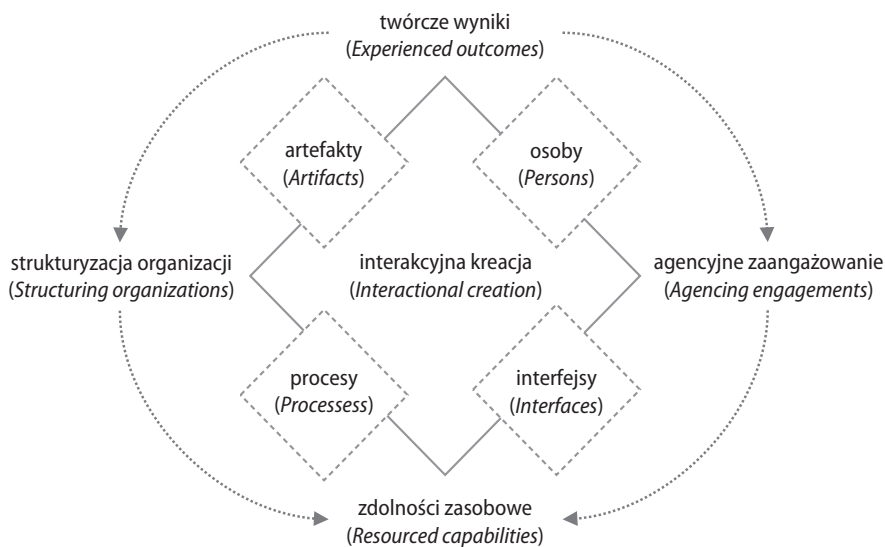 twórcze wyniki
(Experienced outcomes)
artefakty
(Artifacts)
osoby
(Persons)
strukturyzacja organizacji
(Structuring organizations)
interakcyjna kreacja
(Interactional creation)
agencyjne zaangażowanie
(Agencing engagements)
procesy
(Processess)
interfejsy
(Interfaces)
zdolności zasobowe
(Resourced capabilities)